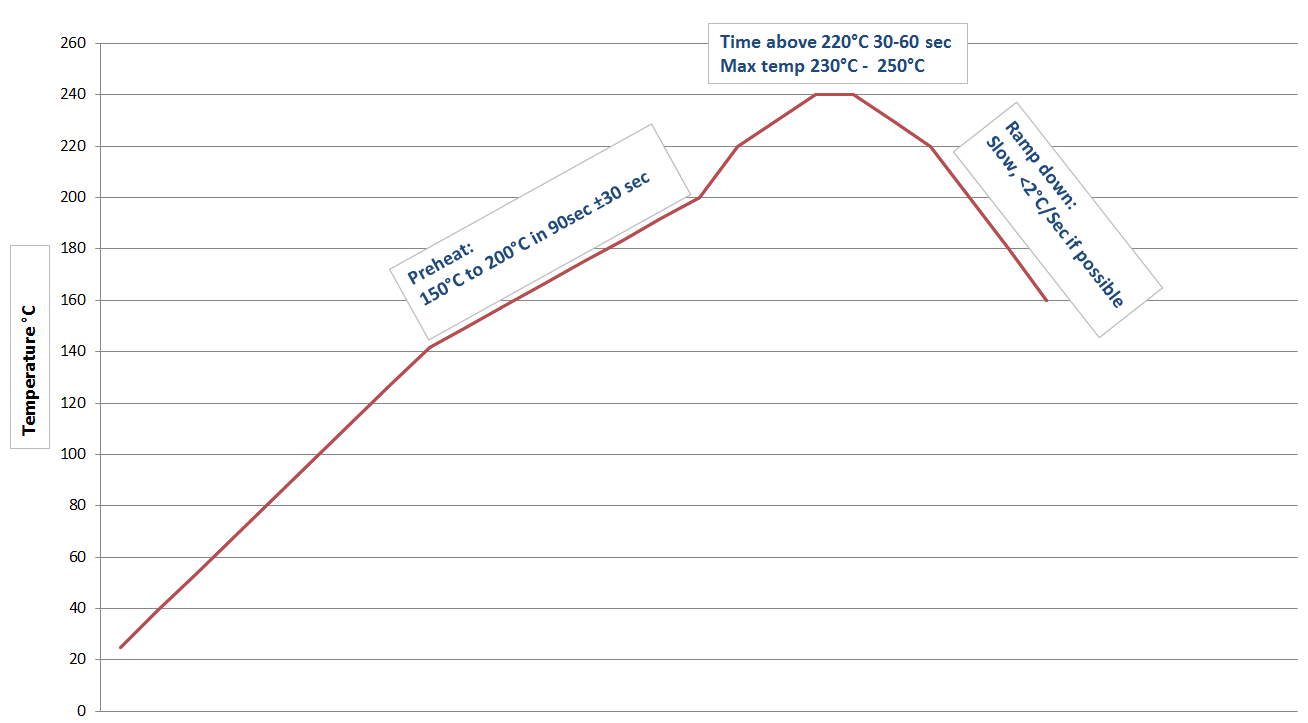 Time above 220°C 30-60 sec
Max temp 230°C - 250°C
Preheat:
150°C to 200°C in 90sec ±30 sec
Ramp down:
Slow, <2°C/Sec if possible
Temperature˚C
260
240
220
200
180
160
140
120
100
80
60
40
20
0